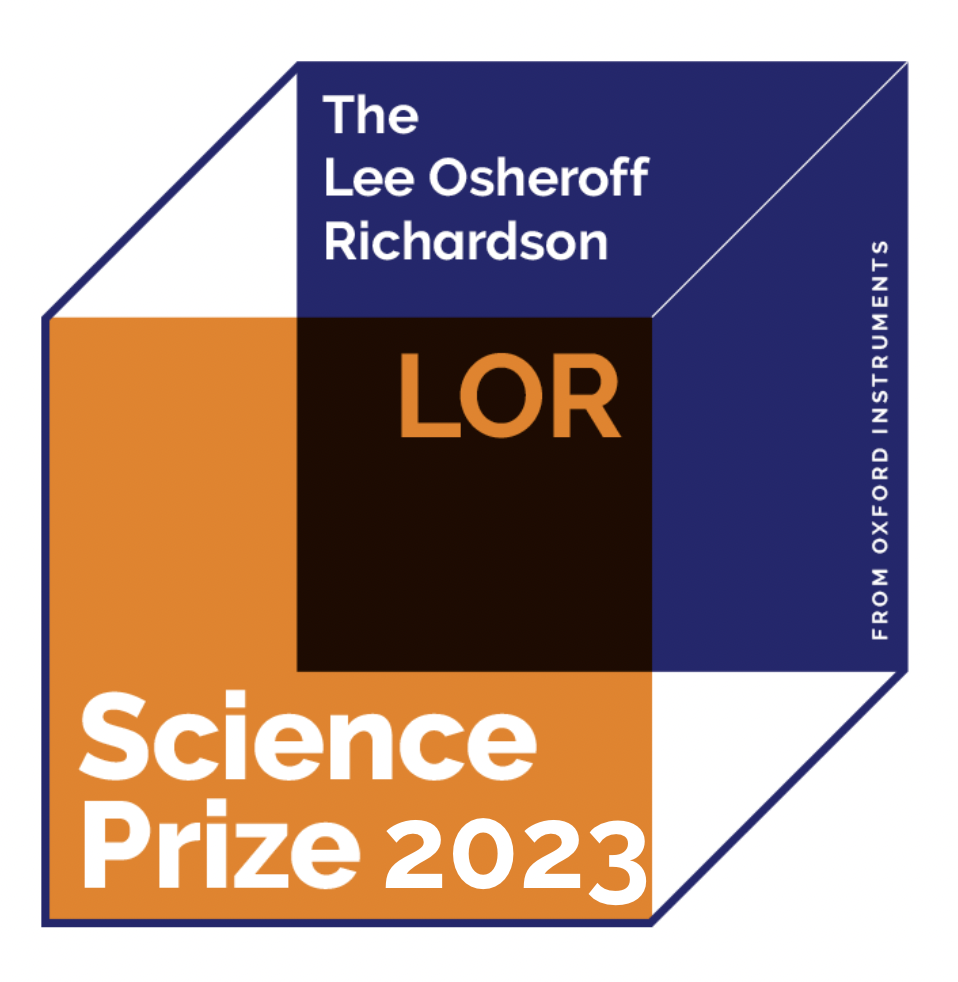 The
Lee Osheroff
Richardson
LOR
FROM OXFORD INSTRUMENTS
Science
Prize 2023